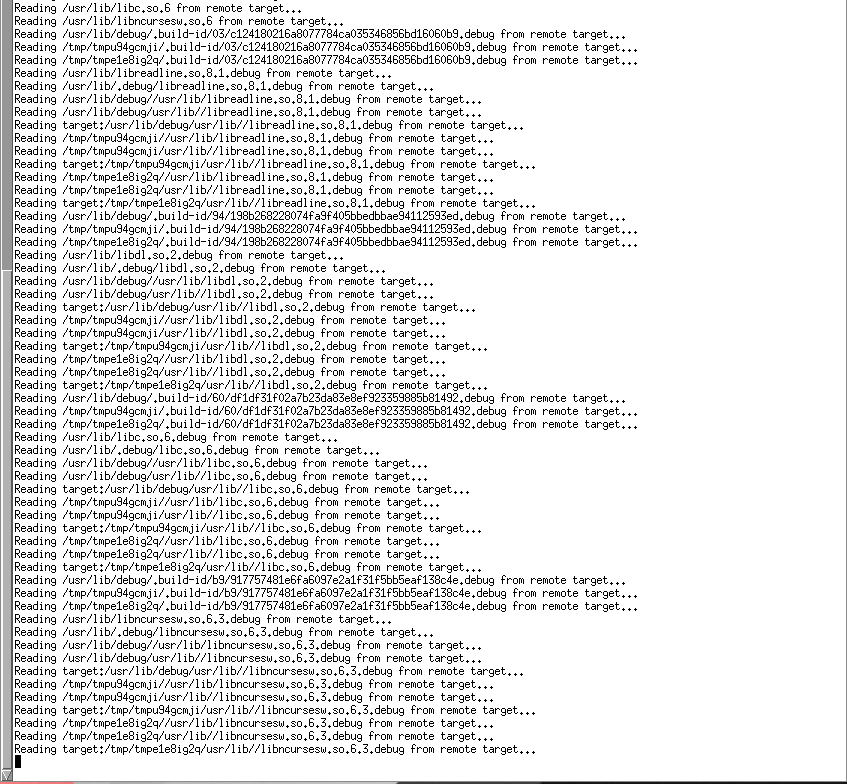 Reading /usr/lib/libc.so.6 from remote target...
Reading /usr/lib/libncursesw.so.6 from remote target...
Reading /usr/lib/debug/.build-id/03/c124180216a8077784ca035346856bd16060b9.debug from remote target...
Reading /tmp/tmpu94gcmji/.build-id/03/c124180216a8077784ca035346856bd16060b9.debug from remote target...
Reading /tmp/tmpe1e8ig2q/.build-id/03/c124180216a8077784ca035346856bd16060b9.debug from remote target...
Reading /usr/lib/libreadline.so.8.1.debug from remote target...
Reading /usr/lib/.debug/libreadline.so.8.1.debug from remote target...
Reading /usr/lib/debug//usr/lib/libreadline.so.8.1.debug from remote target...
Reading /usr/lib/debug/usr/lib//libreadline.so.8.1.debug from remote target...
Reading target:/usr/lib/debug/usr/lib//libreadline.so.8.1.debug from remote target...
Reading /tmp/tmpu94gcmji//usr/lib/libreadline.so.8.1.debug from remote target...
Reading /tmp/tmpu94gcmji/usr/lib//libreadline.so.8.1.debug from remote target...
Reading target:/tmp/tmpu94gcmji/usr/lib//libreadline.so.8.1.debug from remote target...
Reading /tmp/tmpe1e8ig2q//usr/lib/libreadline.so.8.1.debug from remote target...
Reading /tmp/tmpe1e8ig2q/usr/lib//libreadline.so.8.1.debug from remote target...
Reading target:/tmp/tmpe1e8ig2q/usr/lib//libreadline.so.8.1.debug from remote target...
Reading /usr/lib/debug/.build-id/94/198b268228074fa9f405bbedbbae94112593ed.debug from remote target...
Reading /tmp/tmpu94gcmji/.build-id/94/198b268228074fa9f405bbedbbae94112593ed.debug from remote target...
Reading /tmp/tmpe1e8ig2q/.build-id/94/198b268228074fa9f405bbedbbae94112593ed.debug from remote target...
Reading /usr/lib/libdl.so.2.debug from remote target...
Reading /usr/lib/.debug/libdl.so.2.debug from remote target...
Reading /usr/lib/debug//usr/lib/libdl.so.2.debug from remote target...
Reading /usr/lib/debug/usr/lib//libdl.so.2.debug from remote target...
Reading target:/usr/lib/debug/usr/lib//libdl.so.2.debug from remote target...
Reading /tmp/tmpu94gcmji//usr/lib/libdl.so.2.debug from remote target...
Reading /tmp/tmpu94gcmji/usr/lib//libdl.so.2.debug from remote target...
Reading target:/tmp/tmpu94gcmji/usr/lib//libdl.so.2.debug from remote target...
Reading /tmp/tmpe1e8ig2q//usr/lib/libdl.so.2.debug from remote target...
Reading /tmp/tmpe1e8ig2q/usr/lib//libdl.so.2.debug from remote target...
Reading target:/tmp/tmpe1e8ig2q/usr/lib//libdl.so.2.debug from remote target...
Reading /usr/lib/debug/.build-id/60/df1df31f02a7b23da83e8ef923359885b81492.debug from remote target...
Reading /tmp/tmpu94gcmji/.build-id/60/df1df31f02a7b23da83e8ef923359885b81492.debug from remote target...
Reading /tmp/tmpe1e8ig2q/.build-id/60/df1df31f02a7b23da83e8ef923359885b81492.debug from remote target...
Reading /usr/lib/libc.so.6.debug from remote target...
Reading /usr/lib/.debug/libc.so.6.debug from remote target...
Reading /usr/lib/debug//usr/lib/libc.so.6.debug from remote target...
Reading /usr/lib/debug/usr/lib//libc.so.6.debug from remote target...
Reading target:/usr/lib/debug/usr/lib//libc.so.6.debug from remote target...
Reading /tmp/tmpu94gcmji//usr/lib/libc.so.6.debug from remote target...
Reading /tmp/tmpu94gcmji/usr/lib//libc.so.6.debug from remote target...
Reading target:/tmp/tmpu94gcmji/usr/lib//libc.so.6.debug from remote target...
Reading /tmp/tmpe1e8ig2q//usr/lib/libc.so.6.debug from remote target...
Reading /tmp/tmpe1e8ig2q/usr/lib//libc.so.6.debug from remote target...
Reading target:/tmp/tmpe1e8ig2q/usr/lib//libc.so.6.debug from remote target...
Reading /usr/lib/debug/.build-id/b9/917757481e6fa6097e2a1f31f5bb5eaf138c4e.debug from remote target...
Reading /tmp/tmpu94gcmji/.build-id/b9/917757481e6fa6097e2a1f31f5bb5eaf138c4e.debug from remote target...
Reading /tmp/tmpe1e8ig2q/.build-id/b9/917757481e6fa6097e2a1f31f5bb5eaf138c4e.debug from remote target...
Reading /usr/lib/libncursesw.so.6.3.debug from remote target...
Reading /usr/lib/.debug/libncursesw.so.6.3.debug from remote target...
Reading /usr/lib/debug//usr/lib/libncursesw.so.6.3.debug from remote target...
Reading /usr/lib/debug/usr/lib//libncursesw.so.6.3.debug from remote target...
Reading target:/usr/lib/debug/usr/lib//libncursesw.so.6.3.debug from remote target...
Reading /tmp/tmpu94gcmji//usr/lib/libncursesw.so.6.3.debug from remote target...
Reading /tmp/tmpu94gcmji/usr/lib//libncursesw.so.6.3.debug from remote target...
Reading target:/tmp/tmpu94gcmji/usr/lib//libncursesw.so.6.3.debug from remote target...
Reading /tmp/tmpe1e8ig2q//usr/lib/libncursesw.so.6.3.debug from remote target...
Reading /tmp/tmpe1e8ig2q/usr/lib//libncursesw.so.6.3.debug from remote target...
Reading target:/tmp/tmpe1e8ig2q/usr/lib//libncursesw.so.6.3.debug from remote target...